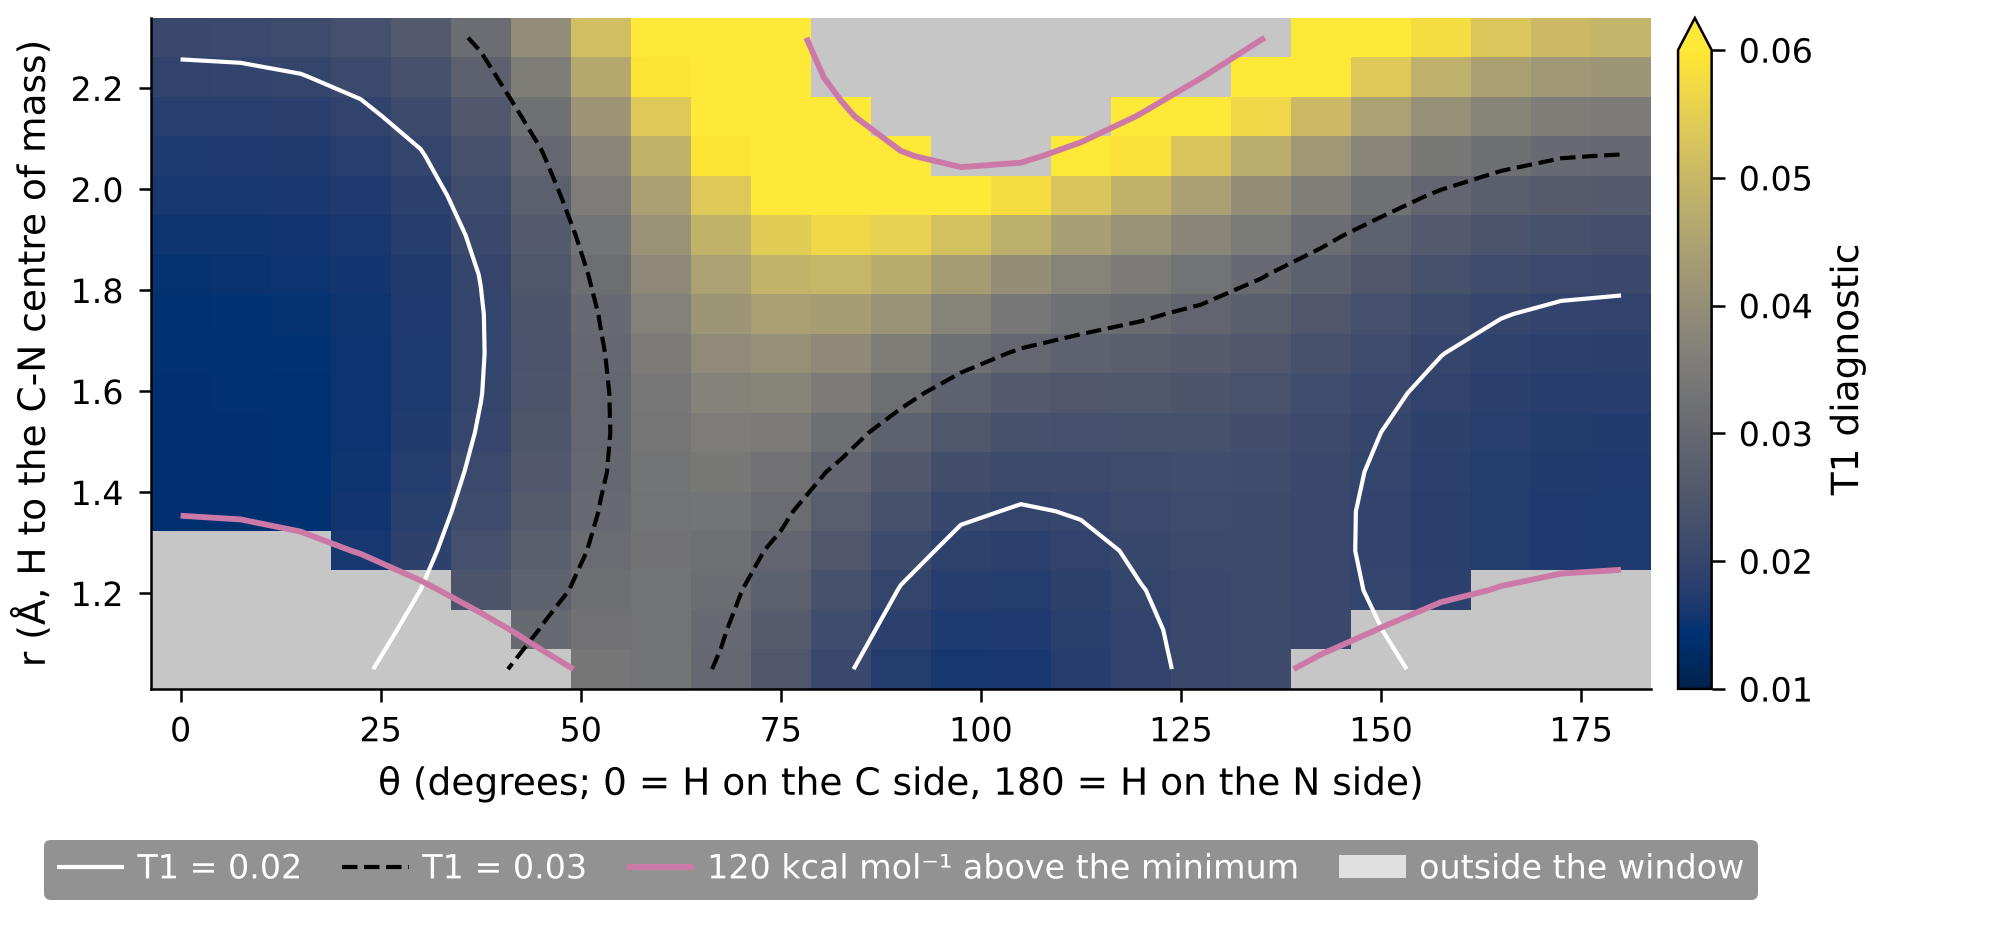 r (Å, H to the C-N centre of mass)
2.2
2.0
1.8
1.6
1.4
1.2
0 25 50 75 100 125 150 175
θ (degrees; 0 = H on the C side, 180 = H on the N side)
0.06
0.05
0.04
0.03
0.02
0.01
T1 diagnostic
T1 = 0.02 T1 = 0.03 120 kcal mol⁻¹ above the minimum outside the window